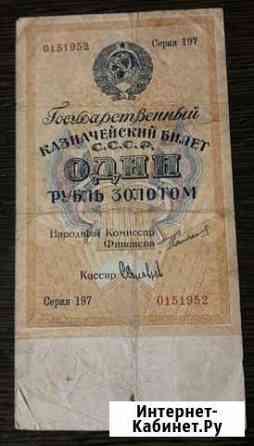 0151952 Серия 197
Государственный
КАЗНАЧЕЙСКИЙ БИЛЕТ
С.С.С.Р.
ОДИН
РУБЛЬ ЗОЛОТОМ
Народный Комиссар
Финансов
Кассир
Серия 197 0151952
Интернет-
Кабинет.Ру